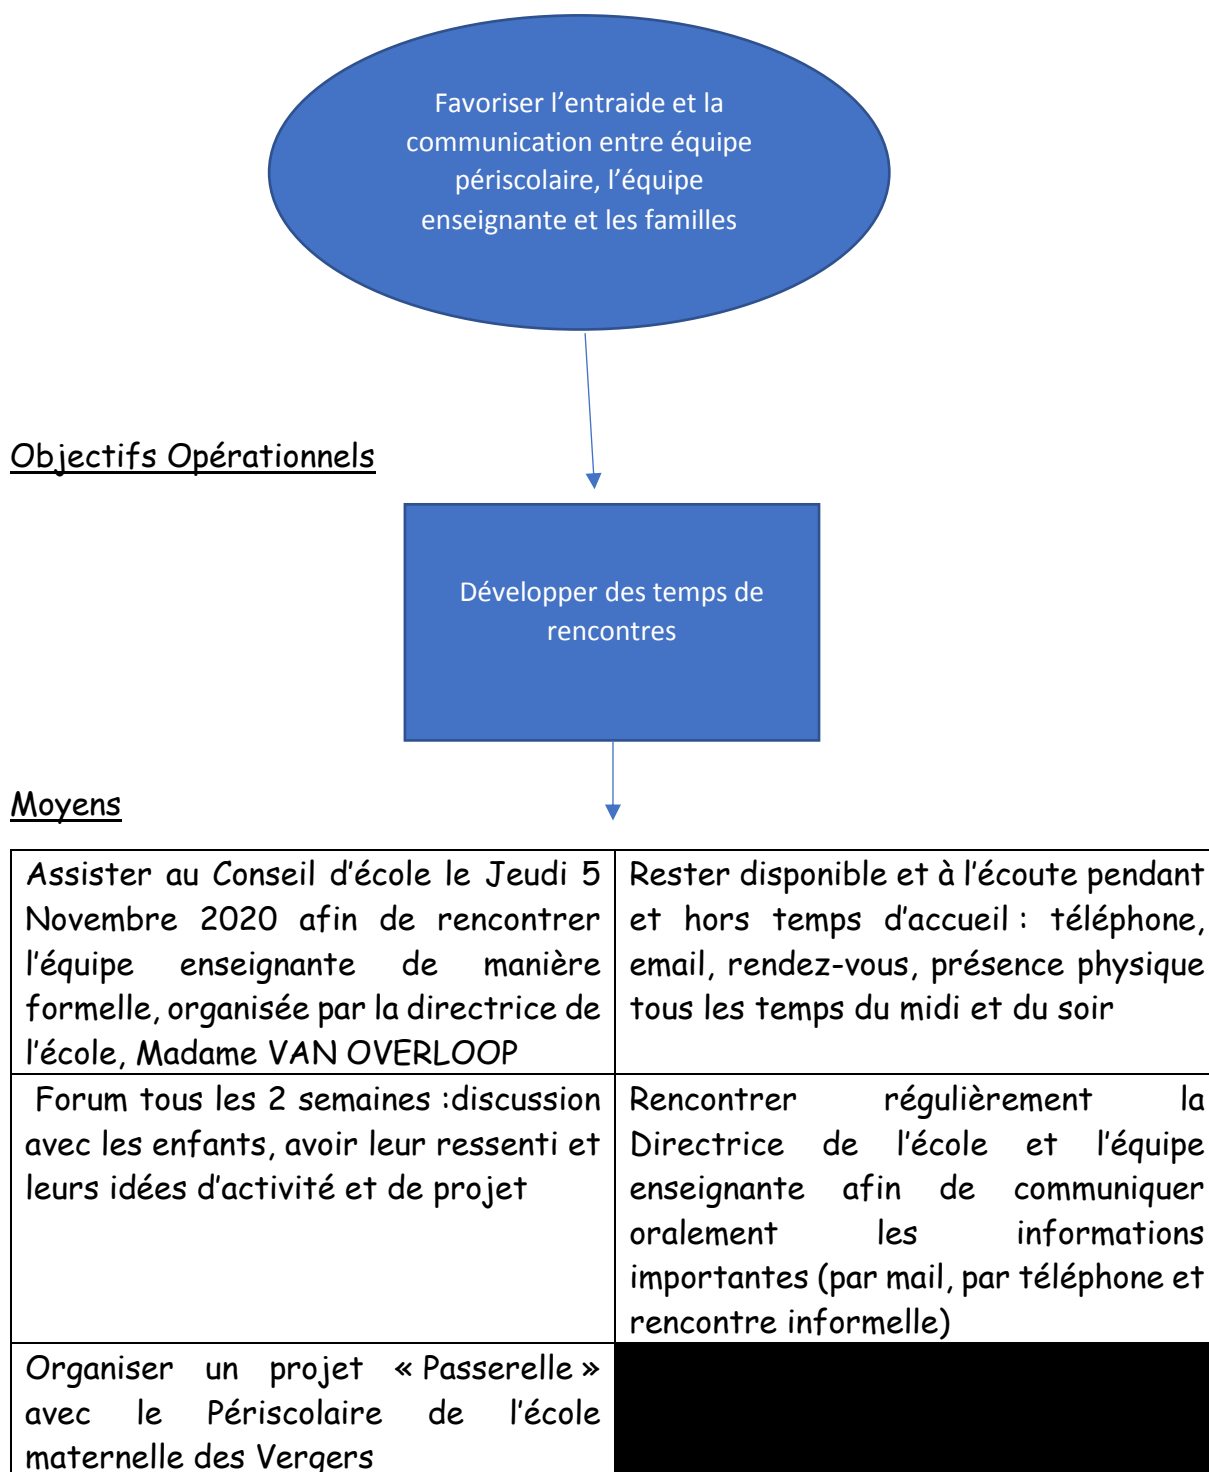 Favoriser l’entraide et la
communication entre équipe
périscolaire, l’équipe
enseignante et les familles
Objectifs Opérationnels
Développer des temps de
rencontres
Moyens
Assister au Conseil d’école le Jeudi 5
Novembre 2020 afin de rencontrer
l’équipe enseignante de manière
formelle, organisée par la directrice de
l’école, Madame VAN OVERLOOP
Rester disponible et à l’écoute pendant
et hors temps d’accueil : téléphone,
email, rendez-vous, présence physique
tous les temps du midi et du soir
Forum tous les 2 semaines :discussion
avec les enfants, avoir leur ressenti et
leurs idées d’activité et de projet
Rencontrer régulièrement la
Directrice de l’école et l’équipe
enseignante afin de communiquer
oralement les informations
importantes (par mail, par téléphone et
rencontre informelle)
Organiser un projet « Passerelle »
avec le Périscolaire de l’école
maternelle des Vergers